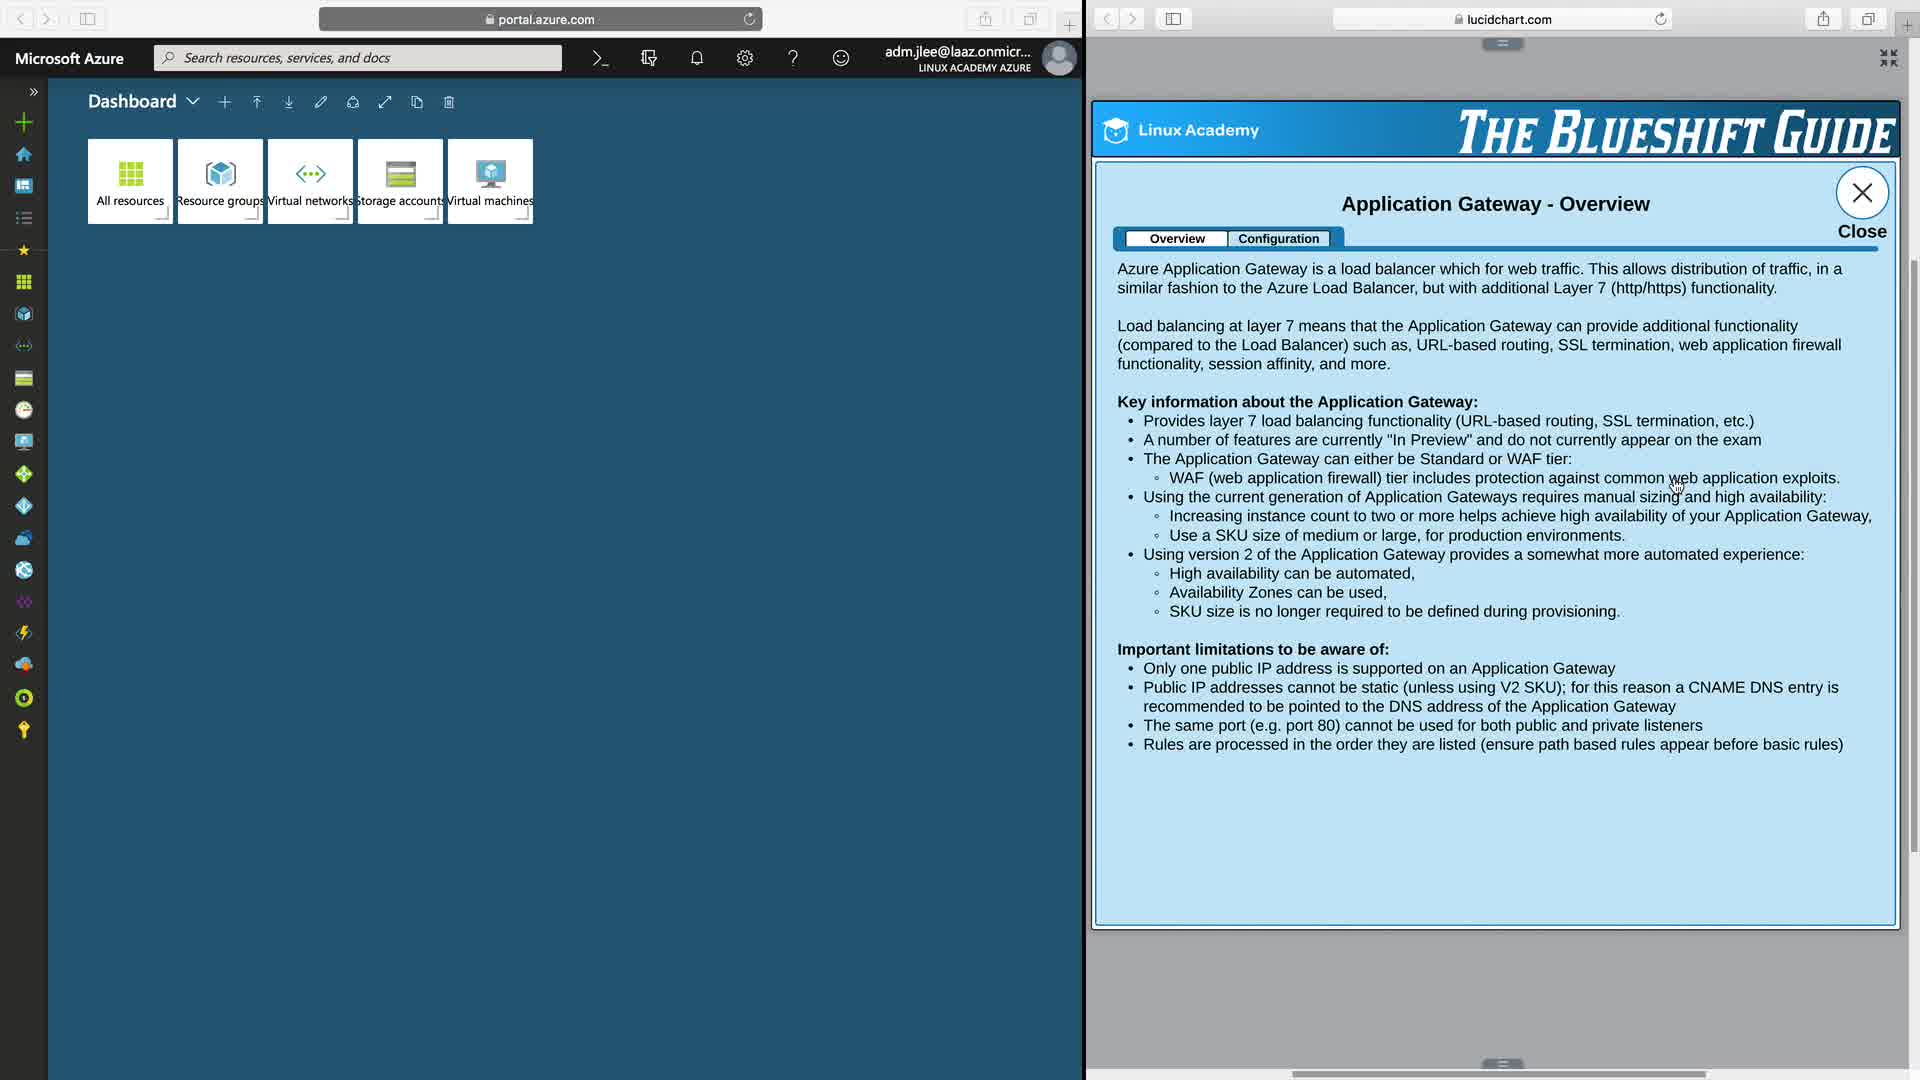 portal.azure.com
lucidchart.com
Microsoft Azure
Search resources, services, and docs
adm.jlee@laaz.onmicr...
LINUX ACADEMY AZURE
Dashboard
All resources
Resource groups
Virtual networks
Storage accounts
Virtual machines
Linux Academy
THE BLUESHIFT GUIDE
Application Gateway - Overview
Close
Overview
Configuration
Azure Application Gateway is a load balancer which for web traffic. This allows distribution of traffic, in a
similar fashion to the Azure Load Balancer, but with additional Layer 7 (http/https) functionality.
Load balancing at layer 7 means that the Application Gateway can provide additional functionality
(compared to the Load Balancer) such as, URL-based routing, SSL termination, web application firewall
functionality, session affinity, and more.
Key information about the Application Gateway:
• Provides layer 7 load balancing functionality (URL-based routing, SSL termination, etc.)
• A number of features are currently "In Preview" and do not currently appear on the exam
• The Application Gateway can either be Standard or WAF tier:
◦ WAF (web application firewall) tier includes protection against common web application exploits.
• Using the current generation of Application Gateways requires manual sizing and high availability:
◦ Increasing instance count to two or more helps achieve high availability of your Application Gateway,
◦ Use a SKU size of medium or large, for production environments.
• Using version 2 of the Application Gateway provides a somewhat more automated experience:
◦ High availability can be automated,
◦ Availability Zones can be used,
◦ SKU size is no longer required to be defined during provisioning.
Important limitations to be aware of:
• Only one public IP address is supported on an Application Gateway
• Public IP addresses cannot be static (unless using V2 SKU); for this reason a CNAME DNS entry is
recommended to be pointed to the DNS address of the Application Gateway
• The same port (e.g. port 80) cannot be used for both public and private listeners
• Rules are processed in the order they are listed (ensure path based rules appear before basic rules)